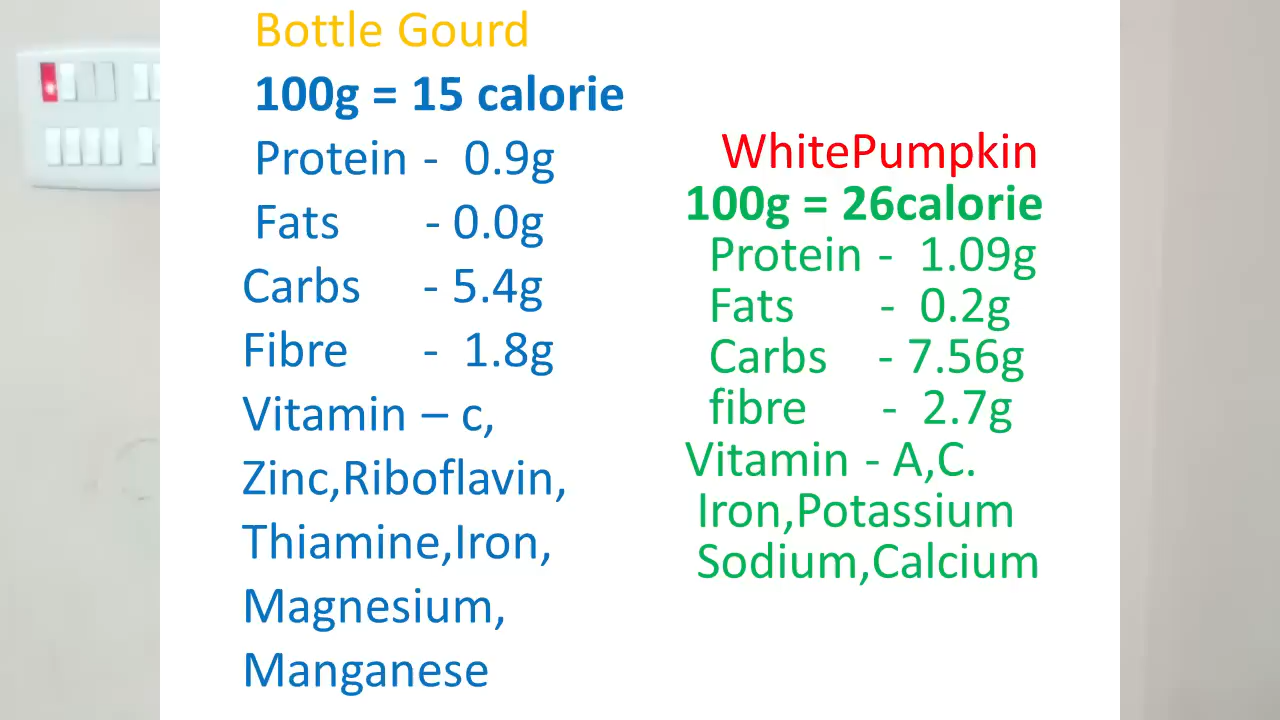 Bottle Gourd
100g = 15 calorie
Protein - 0.9g
Fats - 0.0g
Carbs - 5.4g
Fibre - 1.8g
Vitamin – c,
Zinc,Riboflavin,
Thiamine,Iron,
Magnesium,
Manganese
WhitePumpkin
100g = 26calorie
Protein - 1.09g
Fats - 0.2g
Carbs - 7.56g
fibre - 2.7g
Vitamin - A,C.
Iron,Potassium
Sodium,Calcium